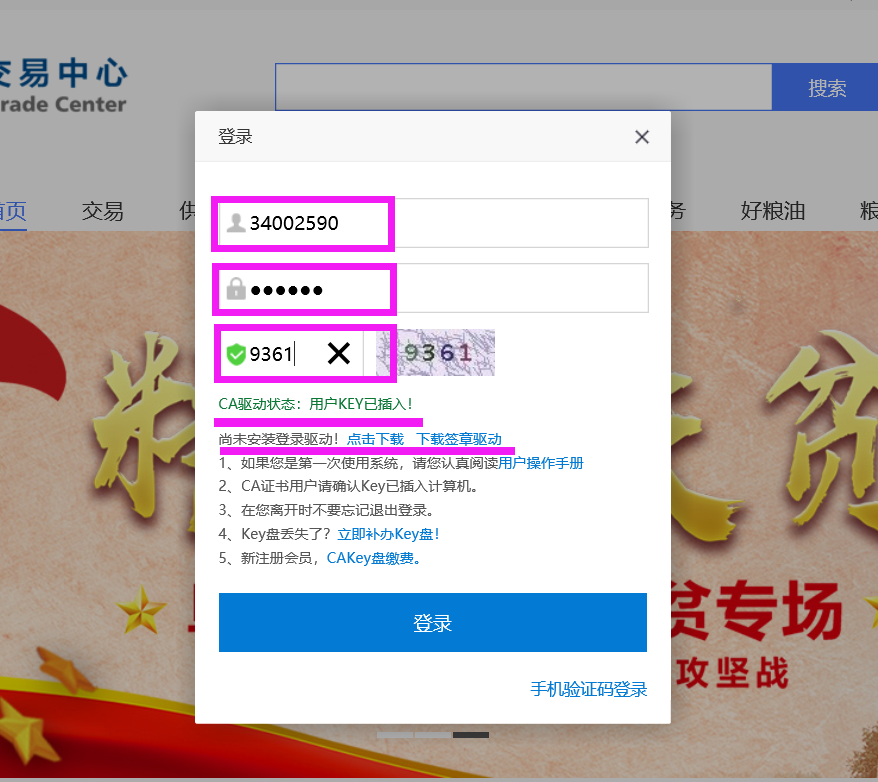 交易中心
rade Center
搜索
登录
首页
交易
供
务
好粮油
粮
34002590
••••••
9361
9361
CA驱动状态：用户KEY已插入！
尚未安装登录驱动！点击下载 下载签章驱动
1、如果您是第一次使用系统，请您认真阅读用户操作手册
2、CA证书用户请确认Key已插入计算机。
3、在您离开时不要忘记退出登录。
4、Key盘丢失了？立即补办Key盘！
5、新注册会员，CAKey盘缴费。
登录
手机验证码登录
贫
贫专场
攻坚战